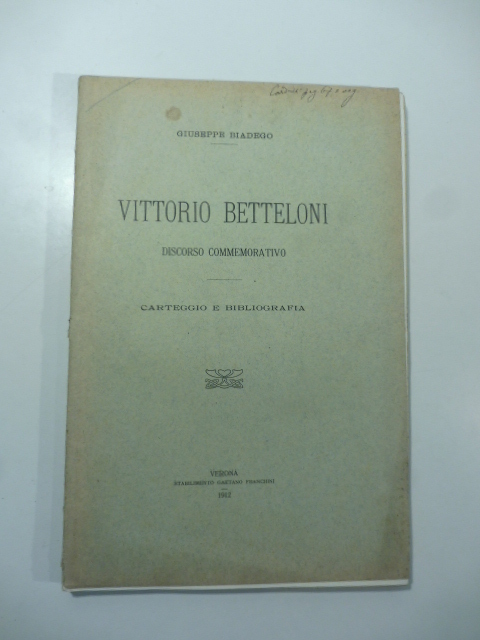 GIUSEPPE BIADEGO
VITTORIO BETTELONI
DISCORSO COMMEMORATIVO
CARTEGGIO E BIBLIOGRAFIA
VERONA
STABILIMENTO GAETANO FRANCHINI
1912